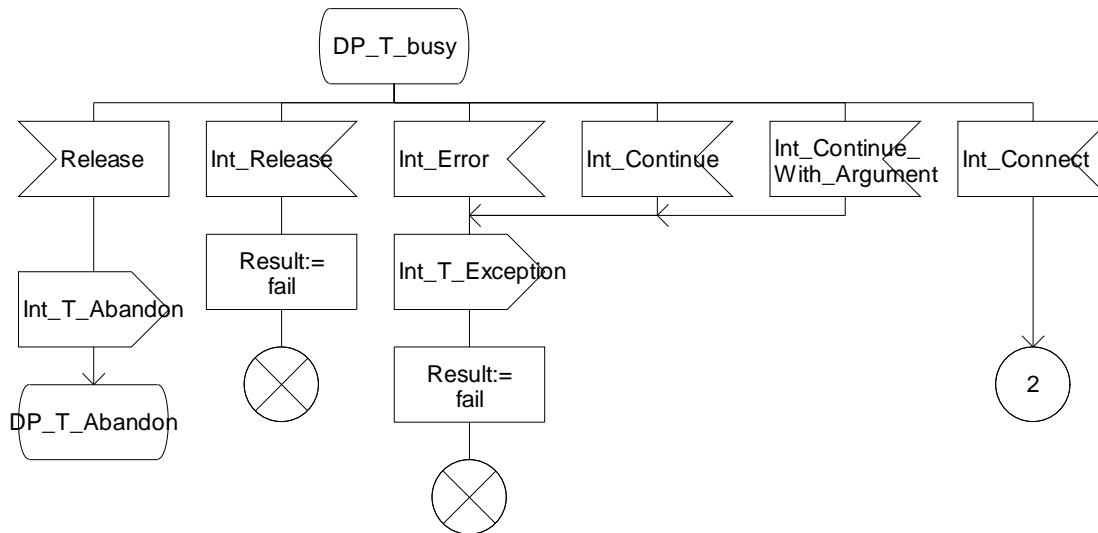 DP_T_busy
Release
Int_Release
Int_Error
Int_Continue
Int_Continue_
With_Argument
Int_Connect
Result:=
fail
Int_T_Exception
Int_T_Abandon
Result:=
fail
2
DP_T_Abandon